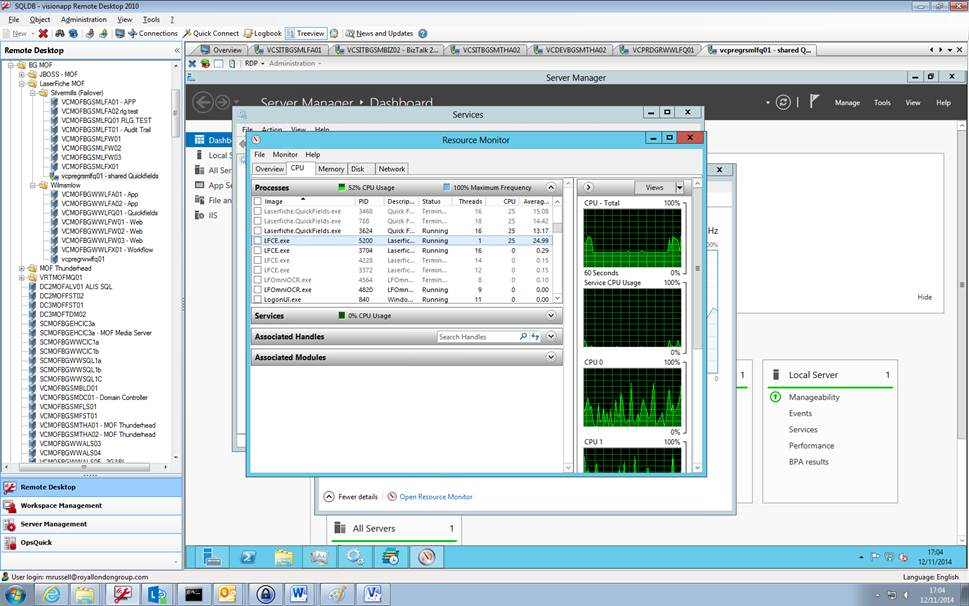 SQLDB - visionapp Remote Desktop 2010
File Object Administration View Tools ?
New Connections Quick Connect Logbook Treeview News and Updates
Remote Desktop
BG MOF
JBOSS - MOF
LaserFiche MOF
Silvermills (Failover)
VCMOFBGSMLFA01 - APP
VCMOFBGSMLFA02.rlg.test
VCMOFBGSMLFQ01.RLG.TEST
VCMOFBGSMLFT01 - Audit Trail
VCMOFBGSMLFW01
VCMOFBGSMLFW02
VCMOFBGSMLFW03
VCMOFBGSMLFX01
vcpregrsmlfq01 - shared Quickfields
Wilmslow
VCMOFBGWWLFA01 - App
VCMOFBGWWLFA02 - App
VCMOFBGWWLFQ01 - Quickfields
VCMOFBGWWLFW01 - Web
VCMOFBGWWLFW02 - Web
VCMOFBGWWLFW03 - Web
VCMOFBGWWLFX01 - Workflow
vcpregrwwlfq01
MOF Thunderhead
VRTMOFMQ01
DC2MOFALV01 ALIS SQL
DC2MOFFST02
DC3MOFFST01
DC3MOFTDM02
SCMOFBGEHCIC3a
SCMOFBGEHCIC3a - MOF Media Server
SCMOFBGWWCIC1a
SCMOFBGWWCIC1b
SCMOFBGWWSQL1a
SCMOFBGWWSQL1b
SCMOFBGWWSQL1C
VCMOFBGSMBLD01
VCMOFBGSMDC01 - Domain Controller
VCMOFBGSMFLS01
VCMOFBGSMFST01
VCMOFBGSMTHA01 - MOF Thunderhead
VCMOFBGSMTHA02 - MOF Thunderhead
VCMOFBGWWALS03
VCMOFBGWWALS04
Remote Desktop
Workspace Management
Server Management
OpsQuick
Overview VCSITBGSMLFA01 VCSITBGSMBIZ02 - BizTalk 2... VCSITBGSMTHA02 VCDEVBGSMTHA02 VCPRDGRWWLFQ01 vcpregrsmlfq01 - shared Q...
RDP Administration
Server Manager
Server Manager Dashboard
Manage Tools View Help
Dashb
Local S
All Ser
App Se
File an
IIS
Services
File Action View Help
Resource Monitor
File Monitor Help
Overview CPU Memory Disk Network
Processes 52% CPU Usage 100% Maximum Frequency
Image PID Descrip... Status Threads CPU Averag...
Laserfiche.QuickFields.exe 3468 Quick F... Termin... 16 25 15.08
Laserfiche.QuickFields.exe 788 Quick F... Termin... 18 25 14.42
Laserfiche.QuickFields.exe 3624 Quick F... Running 16 0 13.17
LFCE.exe 5200 Laserfic... Running 1 25 24.99
LFCE.exe 3704 Laserfic... Running 16 0 0.29
LFCE.exe 4228 Laserfic... Termin... 14 0 0.15
LFCE.exe 3372 Laserfic... Termin... 12 0 0.15
LFOmniOCR.exe 4564 LFOmn... Termin... 8 0 0.10
LFOmniOCR.exe 4820 LFOmn... Running 9 0 0.00
LogonUI.exe 840 Windo... Running 11 0 0.00
Services 0% CPU Usage
Associated Handles Search Handles
Associated Modules
Views
CPU - Total 100%
60 Seconds 0%
Service CPU Usage 100%
0%
CPU 0 100%
0%
CPU 1 100%
Hz
0
Hide
Fewer details Open Resource Monitor
1
Local Server 1
Manageability
Events
Services
Performance
BPA results
All Servers 1
17:04
12/11/2014
User login: mrussell@royallondongroup.com
Language: English
17:04
12/11/2014